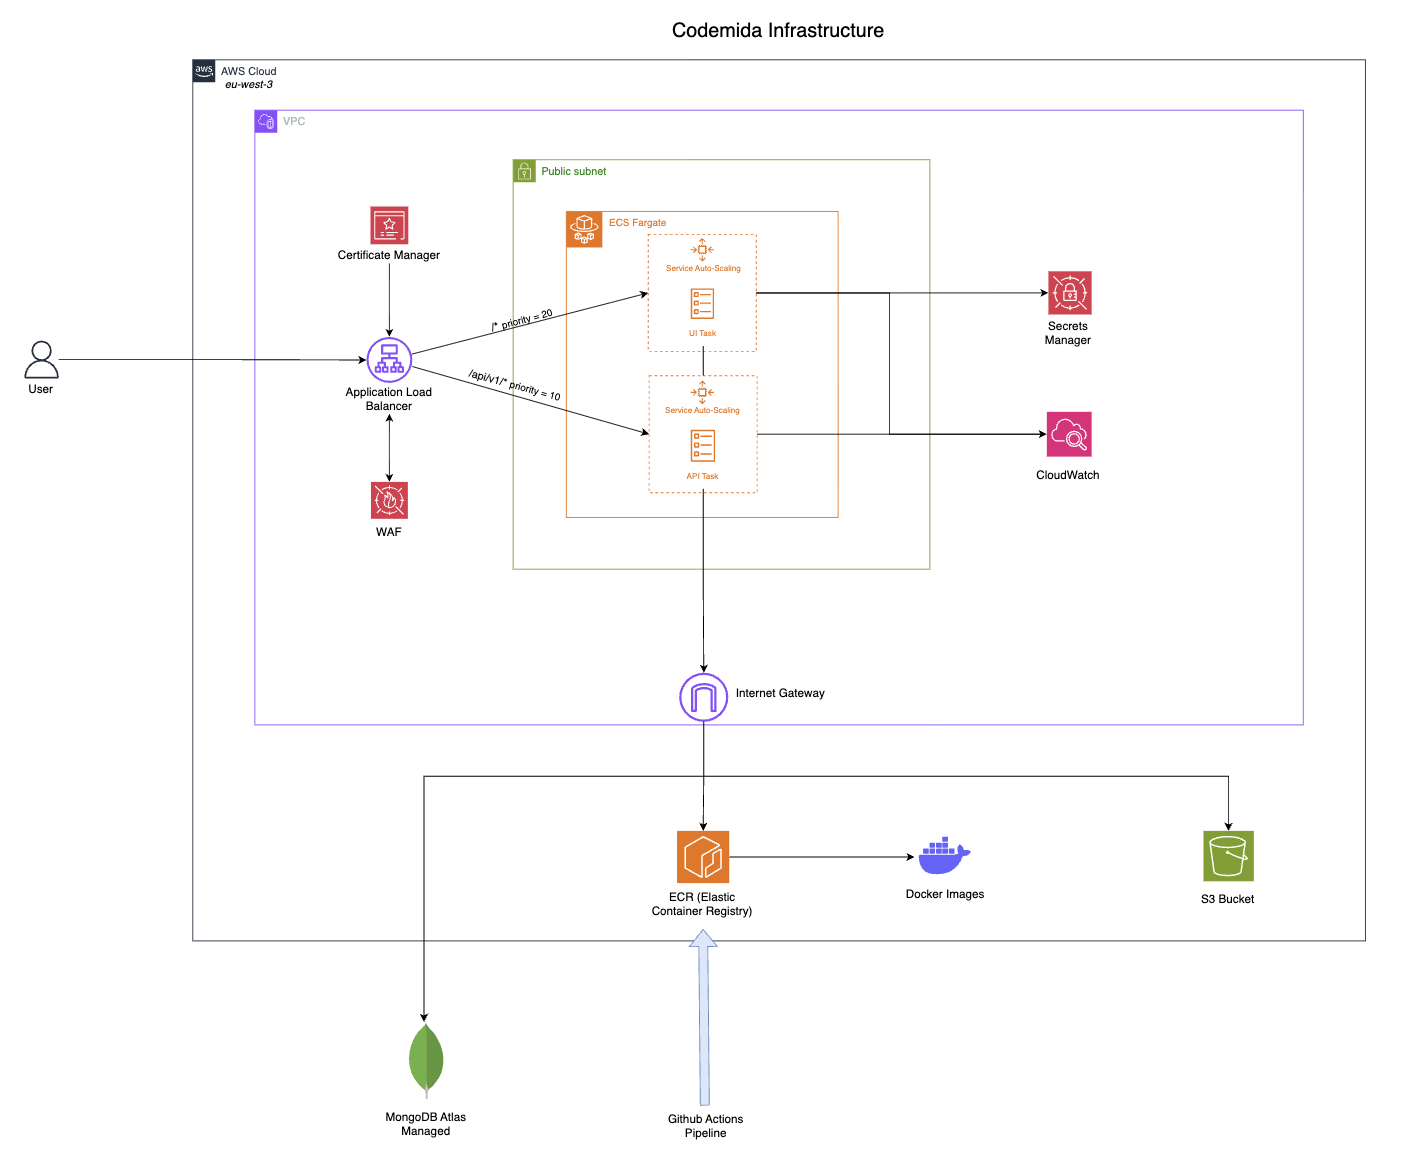 Codemida Infrastructure
aws
AWS Cloud
eu-west-3
VPC
Public subnet
ECS Fargate
Certificate Manager
Service Auto-Scaling
UI Task
/* priority = 20
Secrets
Manager
User
Application Load
Balancer
/api/v1/* priority = 10
Service Auto-Scaling
API Task
CloudWatch
WAF
Internet Gateway
ECR (Elastic
Container Registry)
Docker Images
S3 Bucket
MongoDB Atlas
Managed
Github Actions
Pipeline